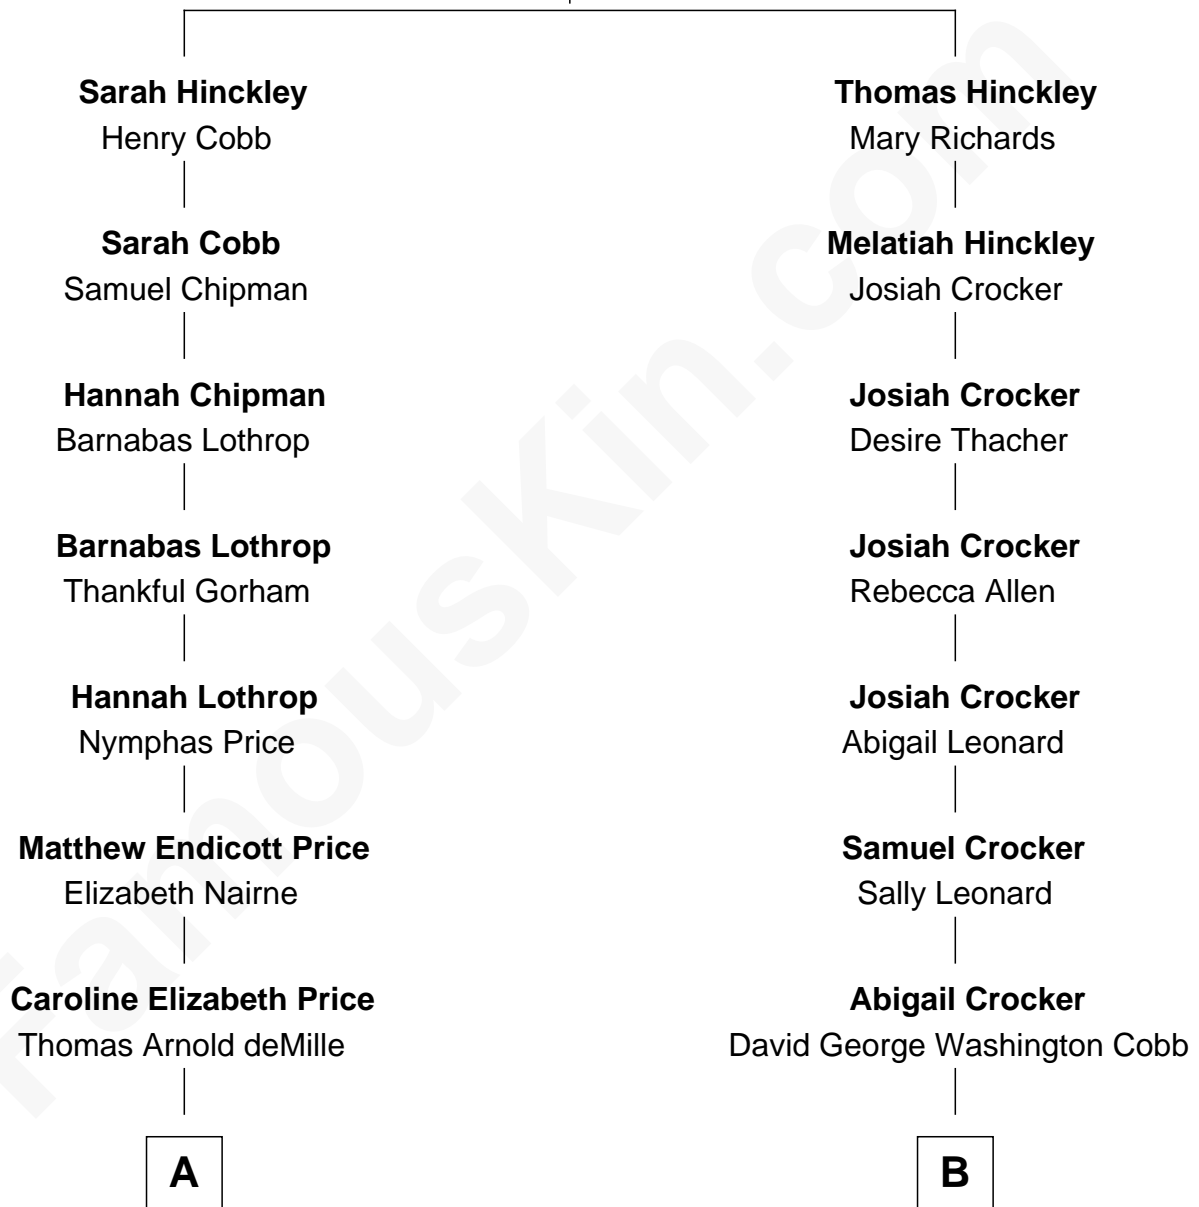 Sarah Hinckley
Henry Cobb
Sarah Cobb
Samuel Chipman
Hannah Chipman
Barnabas Lothrop
Barnabas Lothrop
Thankful Gorham
Hannah Lothrop
Nymphas Price
Matthew Endicott Price
Elizabeth Nairne
Caroline Elizabeth Price
Thomas Arnold deMille
A
Thomas Hinckley
Mary Richards
Melatiah Hinckley
Josiah Crocker
Josiah Crocker
Desire Thacher
Josiah Crocker
Rebecca Allen
Josiah Crocker
Abigail Leonard
Samuel Crocker
Sally Leonard
Abigail Crocker
David George Washington Cobb
B
FamousKin.com